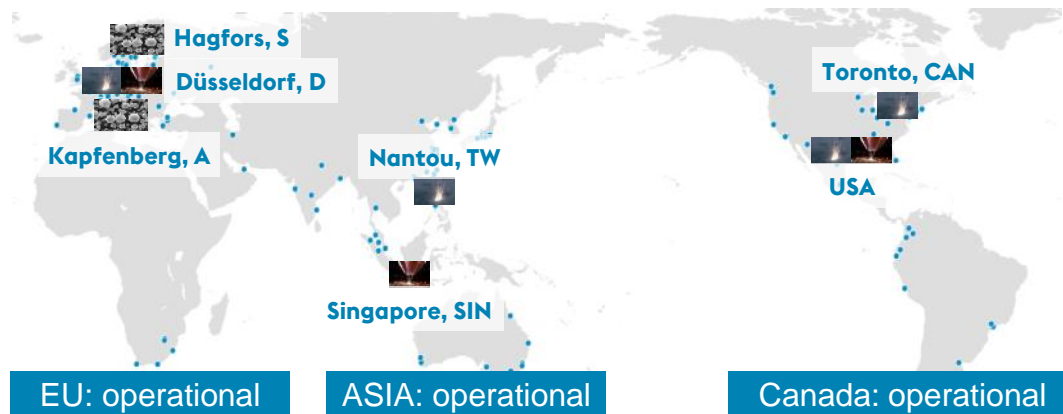 Hagfors, S
Düsseldorf, D
Kapfenberg, A
Nantou, TW
Singapore, SIN
Toronto, CAN
USA
EU: operational
ASIA: operational
Canada: operational